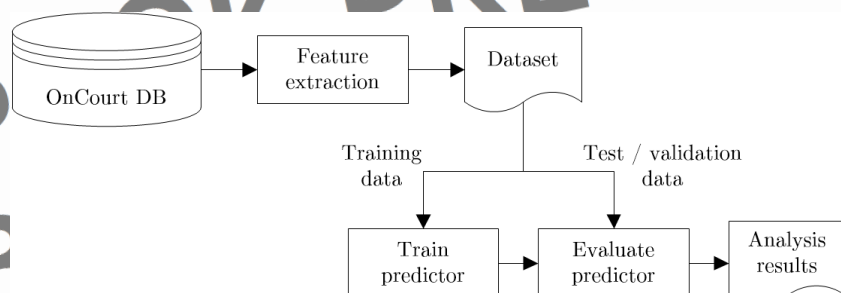 Feature
extraction
Dataset
OnCourt DB
Training
data
Test / validation
data
Train
predictor
Evaluate
predictor
Analysis
results